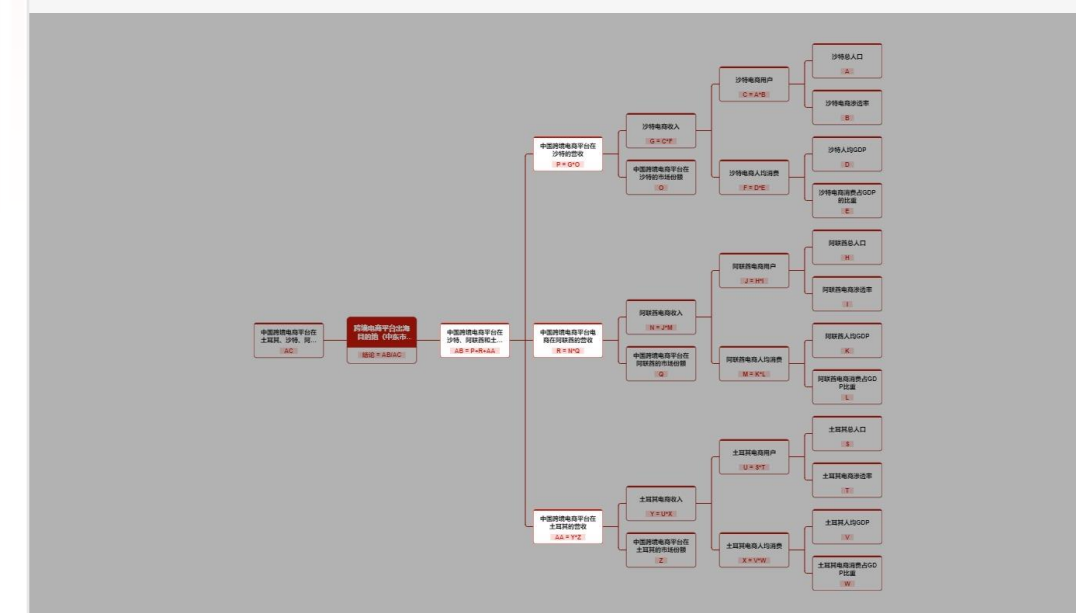 中国跨境电商平台在
土耳其、沙特、阿...
AC
跨境电商平台出海
目的地（中东市...
结论 = AB/AC
中国跨境电商平台在
沙特、阿联酋和土...
AB = P+R+AA
中国跨境电商平台在
沙特的营收
P = G*O
沙特电商收入
G = C*F
沙特电商用户
C = A*B
沙特总人口
A
沙特电商渗透率
B
沙特电商人均消费
F = D*E
沙特人均GDP
D
沙特电商消费占GDP
的比重
E
中国跨境电商平台在
沙特的市场份额
O
中国跨境电商平台电
商在阿联酋的营收
R = N*Q
阿联酋电商收入
N = J*M
阿联酋电商用户
J = H*I
阿联酋总人口
H
阿联酋电商渗透率
I
阿联酋电商人均消费
M = K*L
阿联酋人均GDP
K
阿联酋电商消费占GD
P比重
L
中国跨境电商平台在
阿联酋的市场份额
Q
中国跨境电商平台在
土耳其的营收
AA = Y*Z
土耳其电商收入
Y = U*X
土耳其电商用户
U = S*T
土耳其总人口
S
土耳其电商渗透率
T
土耳其电商人均消费
X = V*W
土耳其人均GDP
V
土耳其电商消费占GD
P比重
W
中国跨境电商平台在
土耳其的市场份额
Z